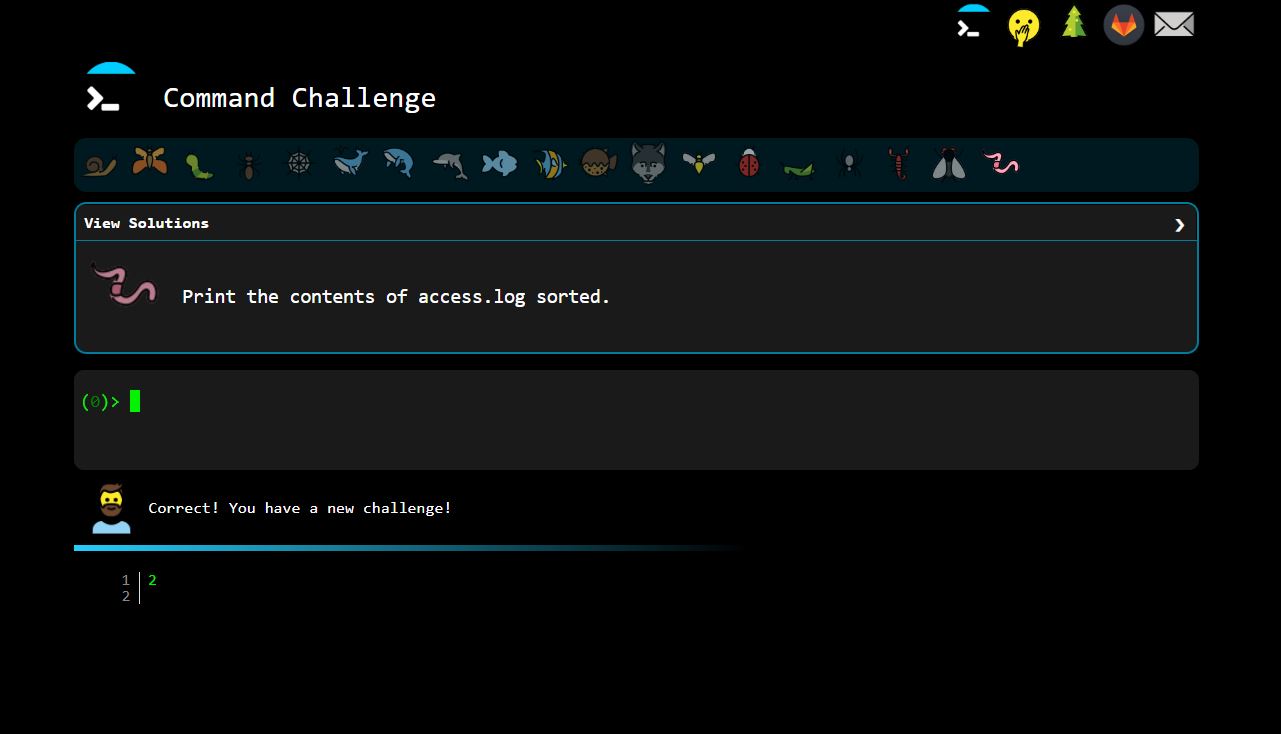 Command Challenge
View Solutions
Print the contents of access.log sorted.
(0)>
Correct! You have a new challenge!
1 2
2